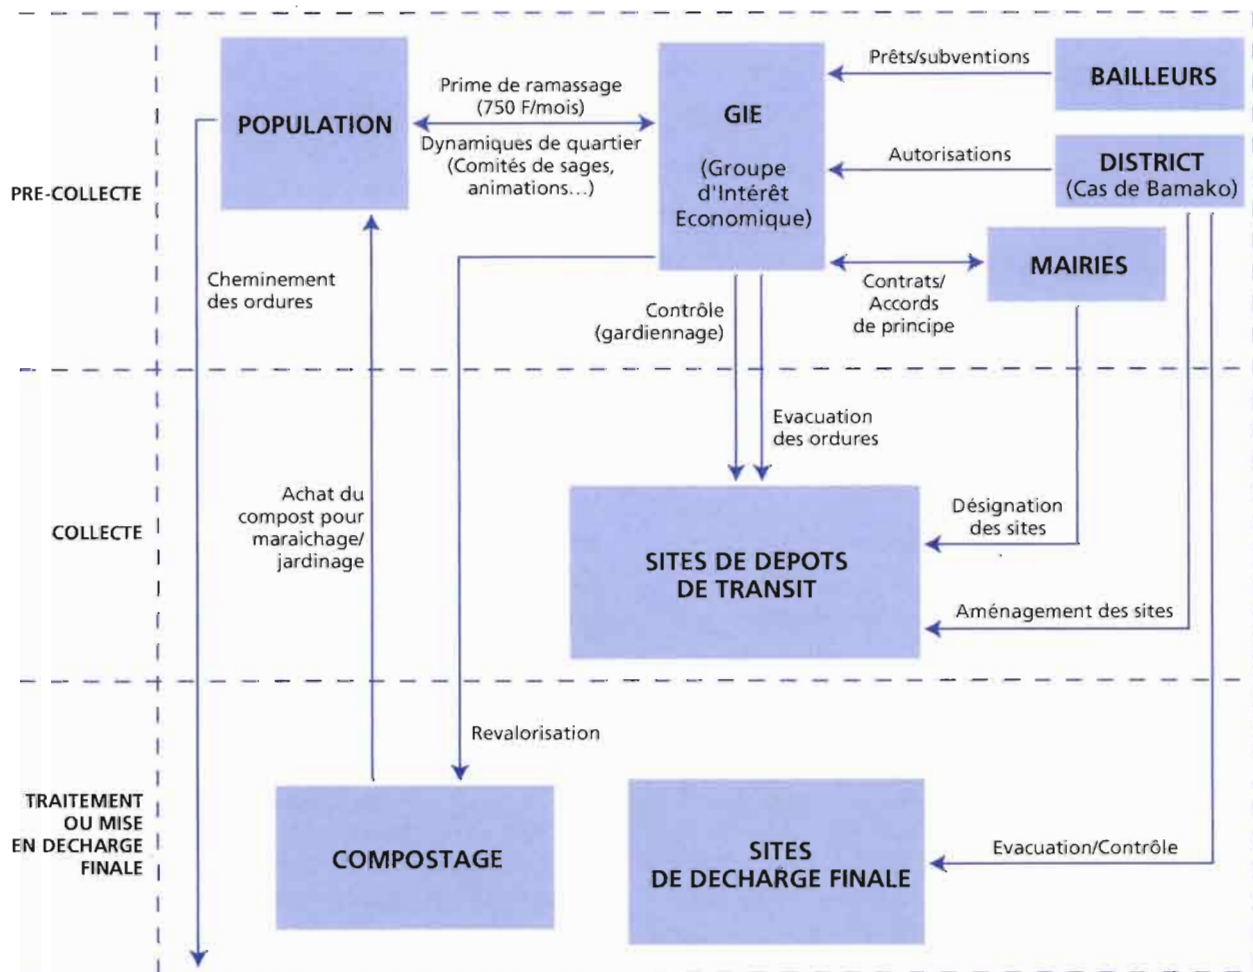 PRE-COLLECTE
POPULATION
Prime de ramassage
(750 F/mois)
Dynamiques de quartier
(Comités de sages,
animations...)
GIE
(Groupe
d'Intérêt
Economique)
Prêts/subventions
BAILLEURS
Autorisations
DISTRICT
(Cas de Bamako)
MAIRIES
Contrats/
Accords
de principe
Cheminement
des ordures
Contrôle
(gardiennage)
COLLECTE
Evacuation
des ordures
Achat du
compost pour
maraichage/
jardinage
SITES DE DEPOTS
DE TRANSIT
Désignation
des sites
Aménagement des sites
TRAITEMENT
OU MISE
EN DECHARGE
FINALE
Revalorisation
COMPOSTAGE
SITES
DE DECHARGE FINALE
Evacuation/Contrôle